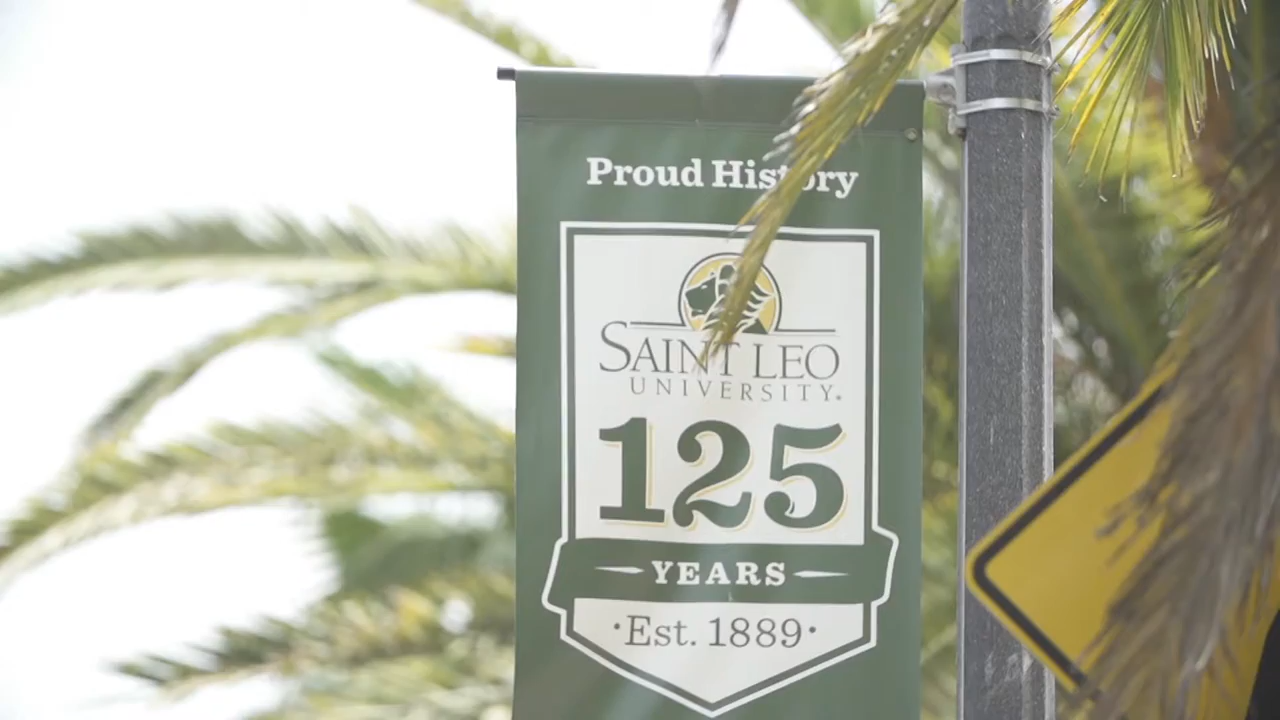 Proud History
SAINT LEO
UNIVERSITY®
125
YEARS
·Est. 1889·